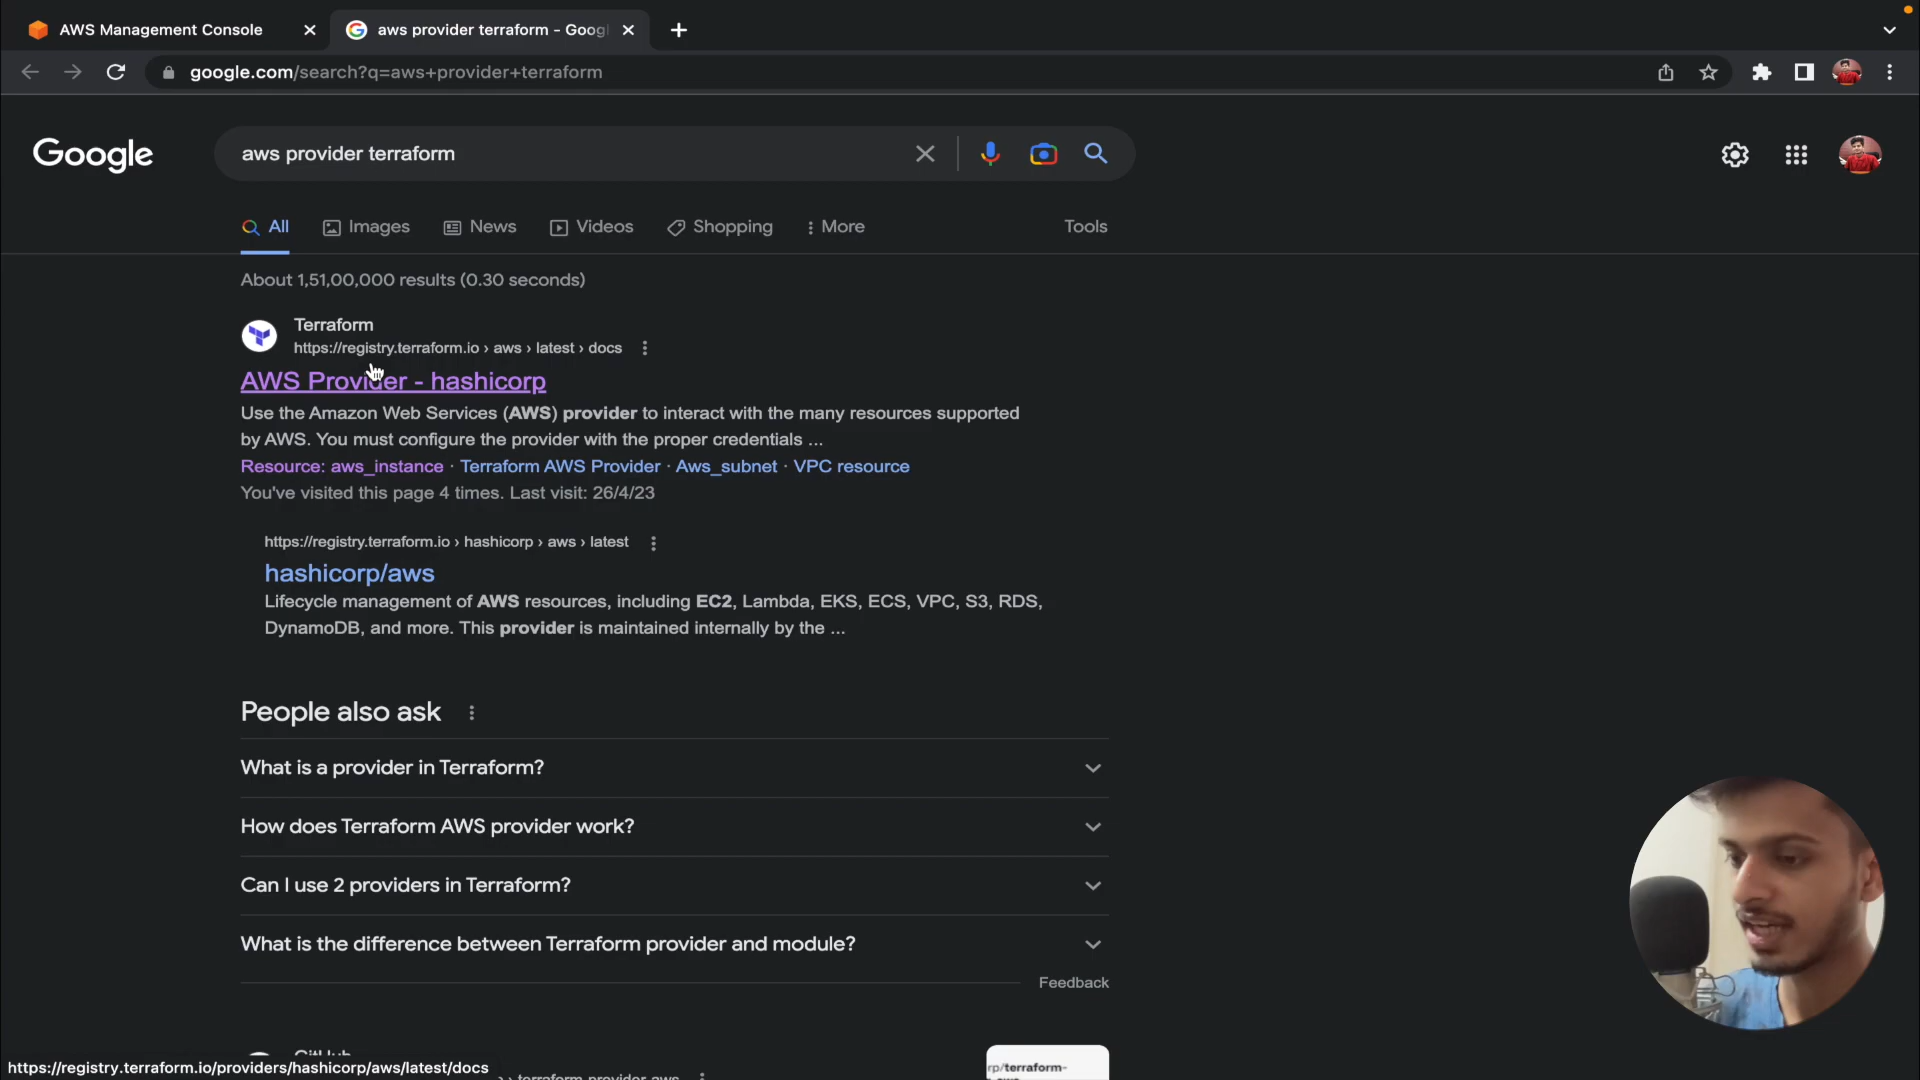 AWS Management Console
aws provider terraform - Goog
google.com/search?q=aws+provider+terraform
Google
aws provider terraform
All
Images
News
Videos
Shopping
More
Tools
About 1,51,00,000 results (0.30 seconds)
Terraform
https://registry.terraform.io › aws › latest › docs
AWS Provider - hashicorp
Use the Amazon Web Services (AWS) provider to interact with the many resources supported
by AWS. You must configure the provider with the proper credentials ...
Resource: aws_instance · Terraform AWS Provider · Aws_subnet · VPC resource
You've visited this page 4 times. Last visit: 26/4/23
https://registry.terraform.io › hashicorp › aws › latest
hashicorp/aws
Lifecycle management of AWS resources, including EC2, Lambda, EKS, ECS, VPC, S3, RDS,
DynamoDB, and more. This provider is maintained internally by the ...
People also ask
What is a provider in Terraform?
How does Terraform AWS provider work?
Can I use 2 providers in Terraform?
What is the difference between Terraform provider and module?
Feedback
GitHub
rp/terraform-
https://registry.terraform.io/providers/hashicorp/aws/latest/docs
› terraform-provider-aws